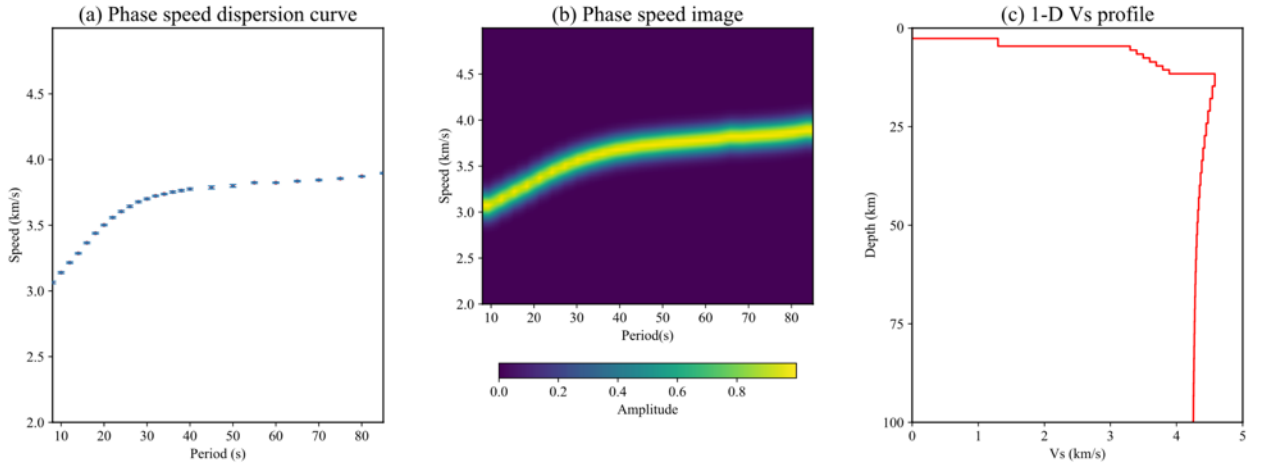 (a) Phase speed dispersion curve
4.5
4.0
3.5
3.0
2.5
2.0
Speed (km/s)
10 20 30 40 50 60 70 80
Period (s)
(b) Phase speed image
4.5
4.0
3.5
3.0
2.5
2.0
Speed (km/s)
10 20 30 40 50 60 70 80
Period(s)
0.0 0.2 0.4 0.6 0.8
Amplitude
(c) 1-D Vs profile
0
25
50
75
100
Depth (km)
0 1 2 3 4 5
Vs (km/s)